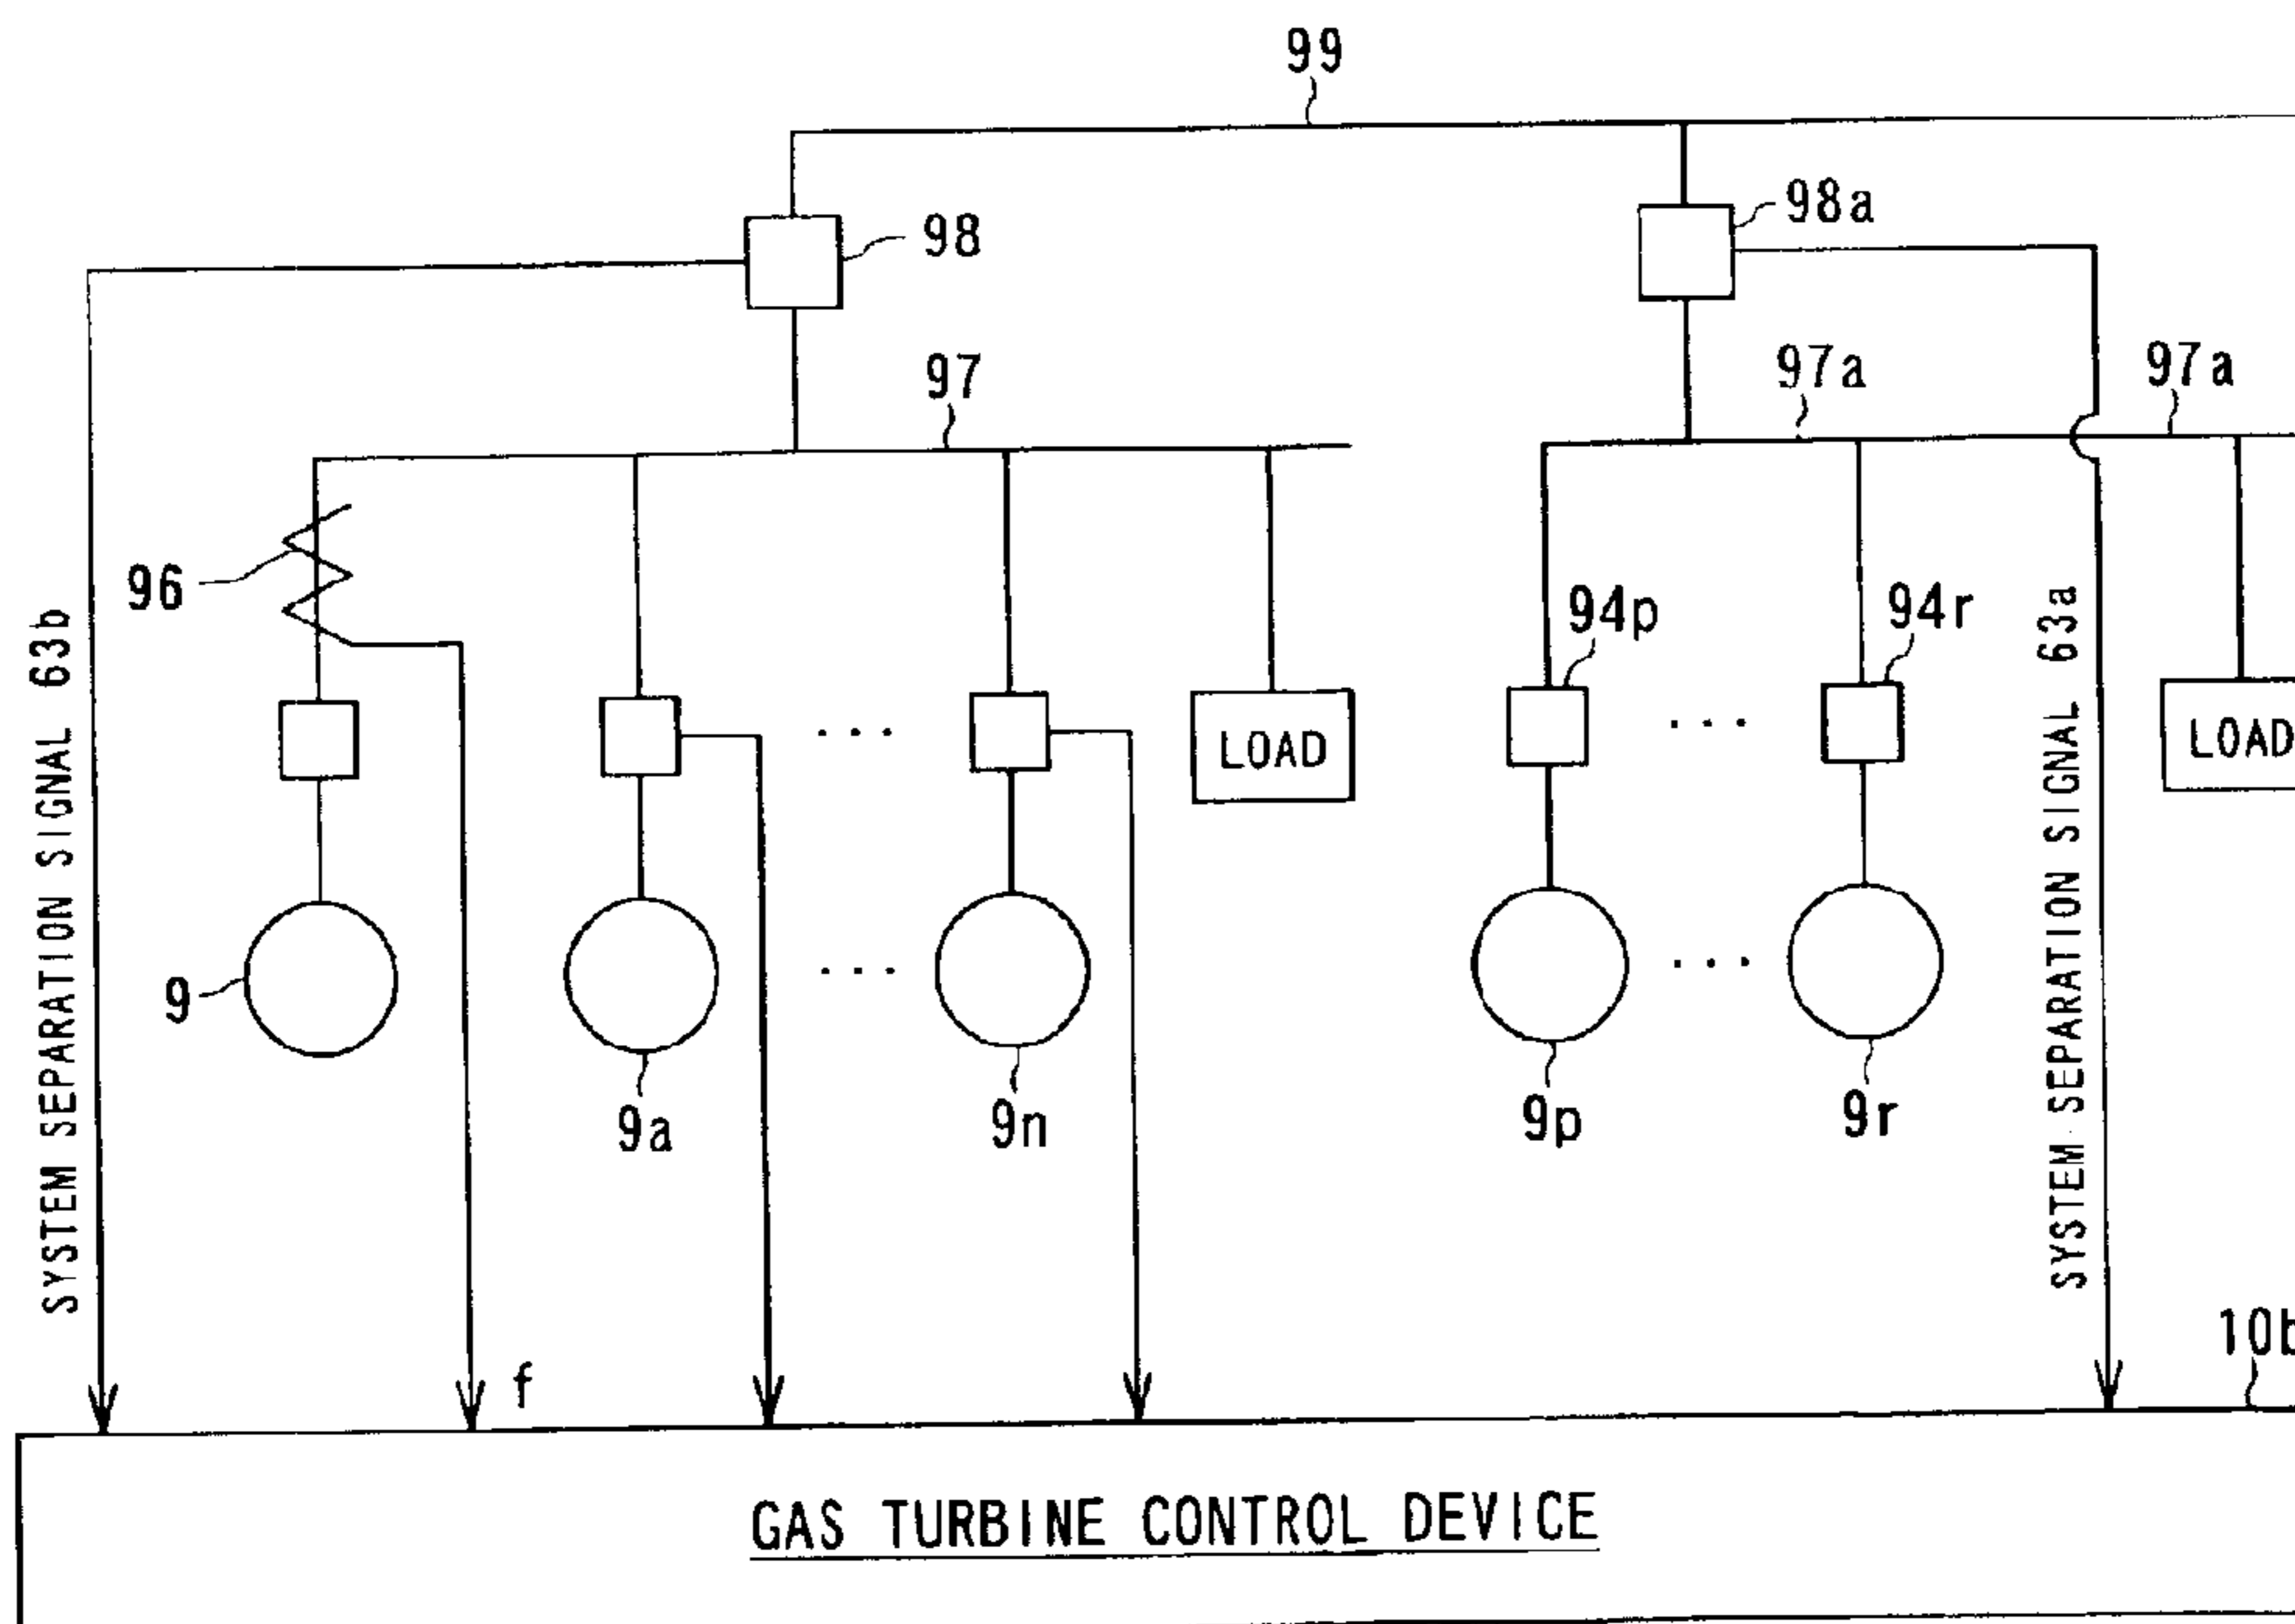 99
98
98a
97
97a
97a
96
94p
94r
LOAD
LOAD
SYSTEM SEPARATION SIGNAL 63b
SYSTEM SEPARATION SIGNAL 63a
9
9a
9n
9p
9r
f
10b
...
...
...
...
GAS TURBINE CONTROL DEVICE